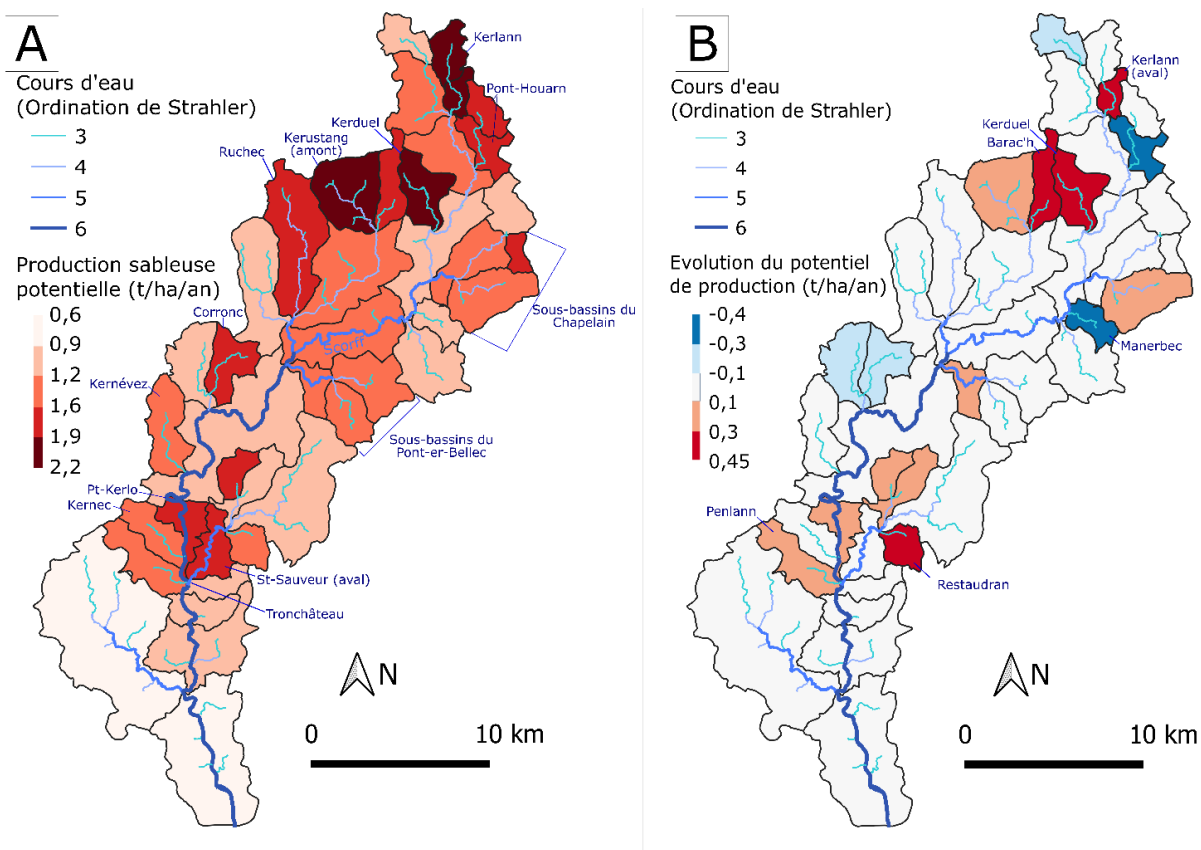 A
Cours d'eau
(Ordination de Strahler)
3
4
5
6
Production sableuse
potentielle (t/ha/an)
0,6
0,9
1,2
1,6
1,9
2,2
Kerlann
Pont-Houarn
Kerduel
Kerustang
(amont)
Ruchec
Sous-bassins du
Chapelain
Corronc
Scorff
Kernévez
Sous-bassins du
Pont-er-Bellec
Pt-Kerlo
Kernec
St-Sauveur (aval)
Tronchâteau
N
0
10 km
B
Cours d'eau
(Ordination de Strahler)
3
4
5
6
Evolution du potentiel
de production (t/ha/an)
-0,4
-0,3
-0,1
0,1
0,3
0,45
Kerlann
(aval)
Kerduel
Barac'h
Manerbec
Penlann
Restaudran
N
0
10 km